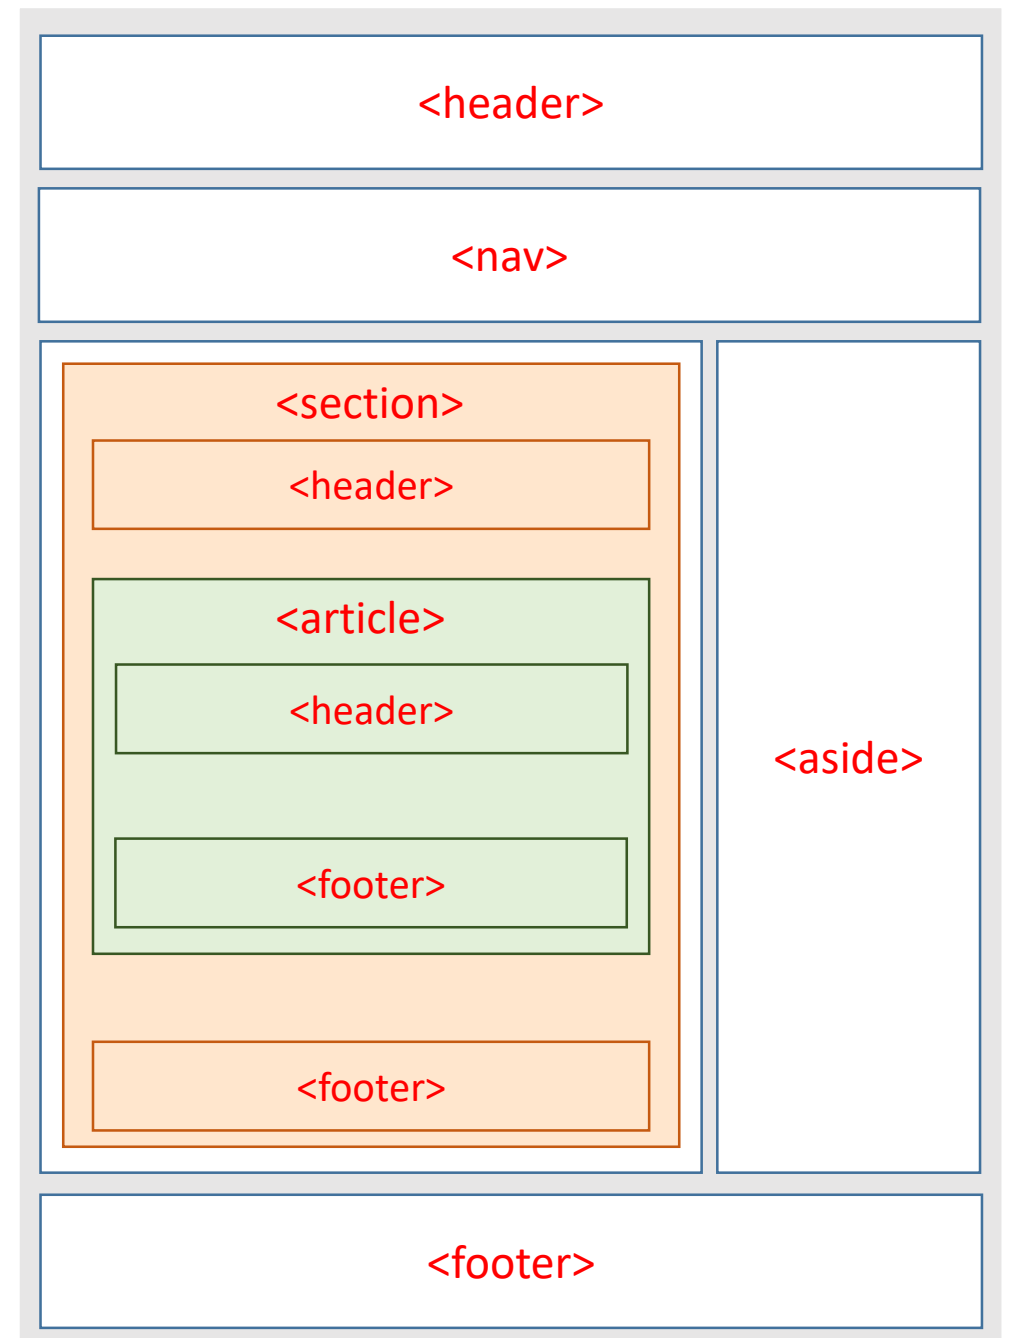 <header>
<nav>
<section>
<header>
<article>
<header>
<aside>
<footer>
<footer>
<footer>